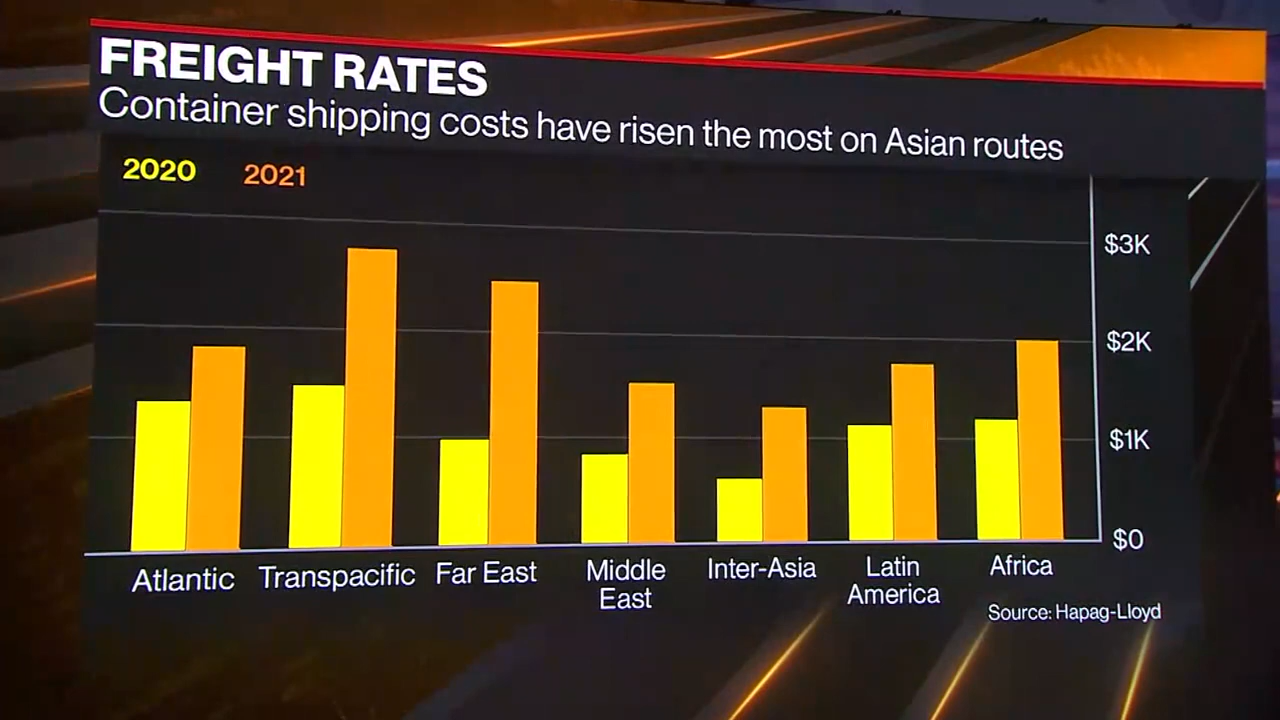 FREIGHT RATES
Container shipping costs have risen the most on Asian routes
2020 2021
$3K
$2K
$1K
$0
Atlantic Transpacific Far East Middle East Inter-Asia Latin America Africa
Source: Hapag-Lloyd